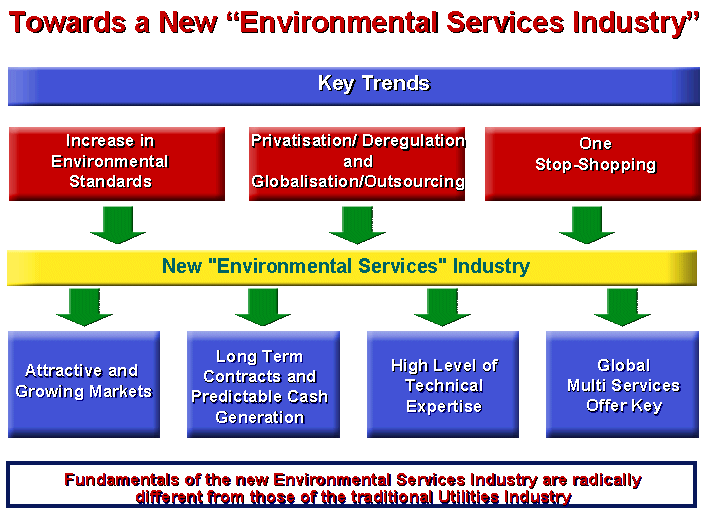 Towards a New “Environmental Services Industry”
Key Trends
Increase in
Environmental
Standards
Privatisation/ Deregulation
and
Globalisation/Outsourcing
One
Stop-Shopping
New "Environmental Services" Industry
Attractive and
Growing Markets
Long Term
Contracts and
Predictable Cash
Generation
High Level of
Technical
Expertise
Global
Multi Services
Offer Key
Fundamentals of the new Environmental Services Industry are radically
different from those of the traditional Utilities Industry